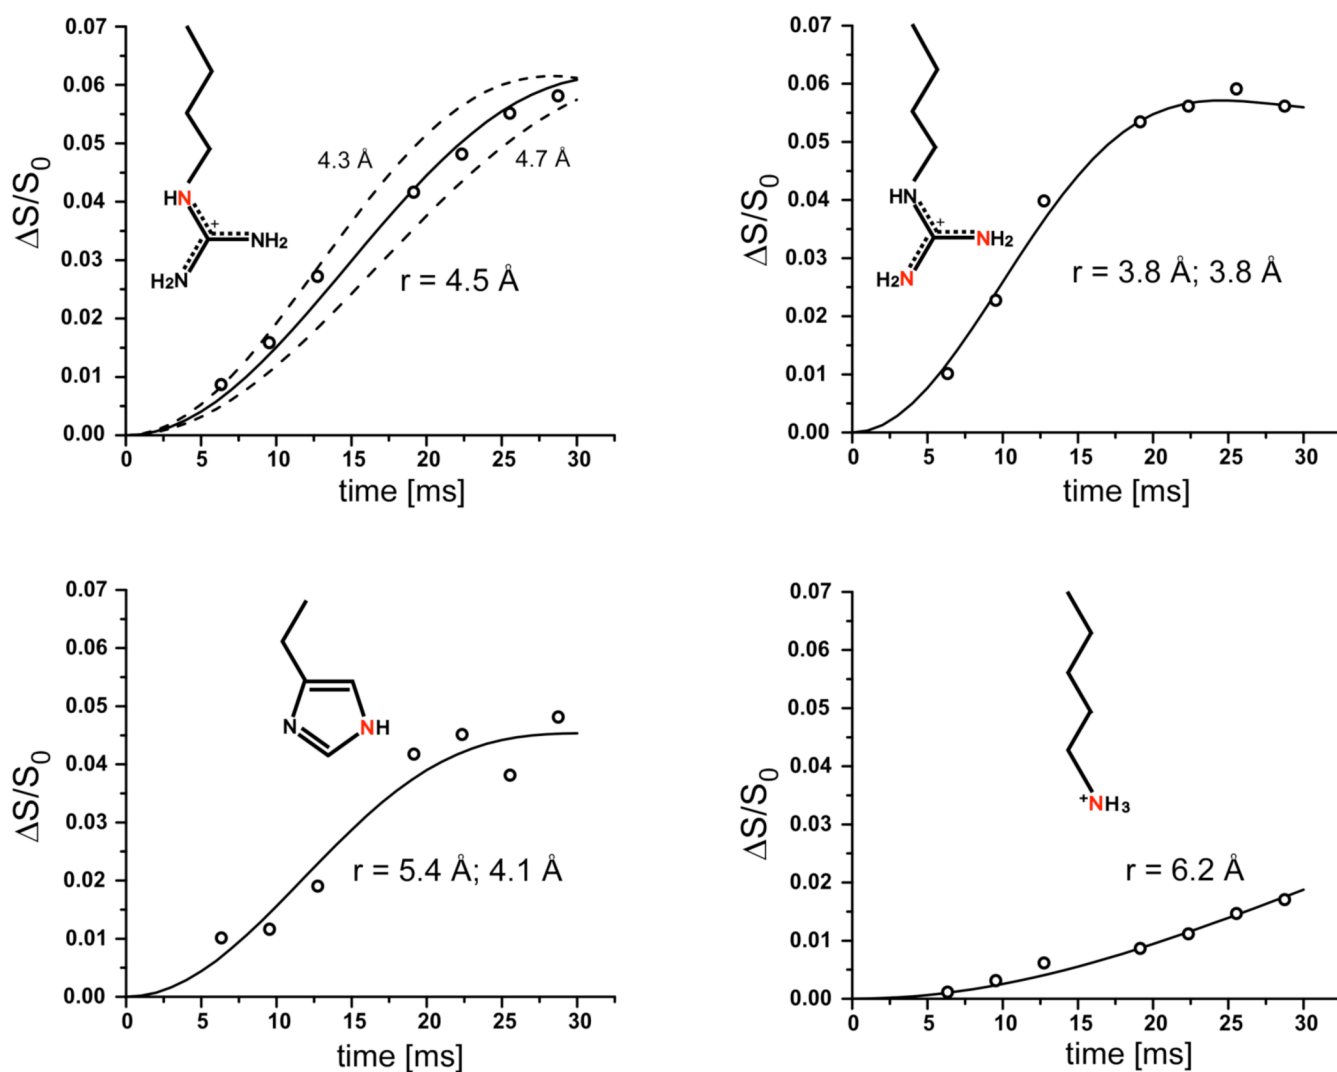 ΔS/S0
0.07
0.06
0.05
0.04
0.03
0.02
0.01
0.00
0 5 10 15 20 25 30
time [ms]
HN
+
NH2
H2N
4.3 Å
4.7 Å
r = 4.5 Å
ΔS/S0
0.07
0.06
0.05
0.04
0.03
0.02
0.01
0.00
0 5 10 15 20 25 30
time [ms]
HN
+
NH2
H2N
r = 3.8 Å; 3.8 Å
ΔS/S0
0.07
0.06
0.05
0.04
0.03
0.02
0.01
0.00
0 5 10 15 20 25 30
time [ms]
N NH
r = 5.4 Å; 4.1 Å
ΔS/S0
0.07
0.06
0.05
0.04
0.03
0.02
0.01
0.00
0 5 10 15 20 25 30
time [ms]
+NH3
r = 6.2 Å